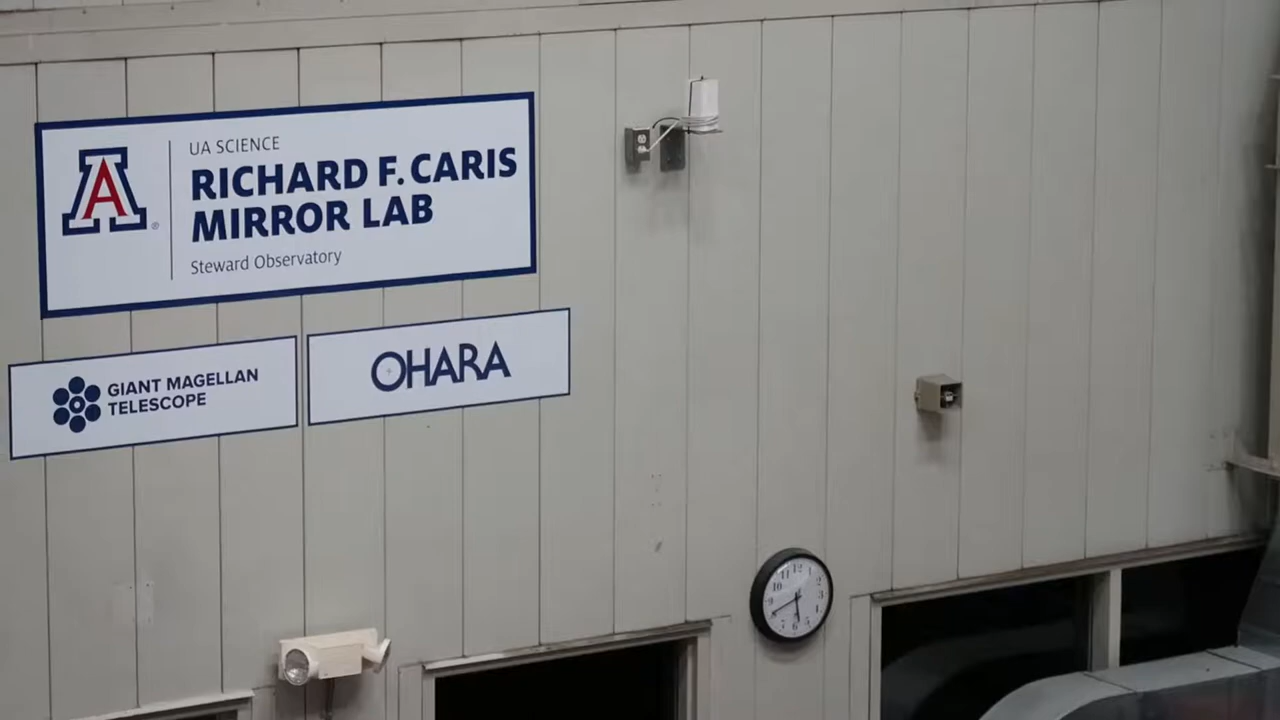 UA SCIENCE
A
RICHARD F. CARIS
MIRROR LAB
®
Steward Observatory
GIANT MAGELLAN
TELESCOPE
OHARA